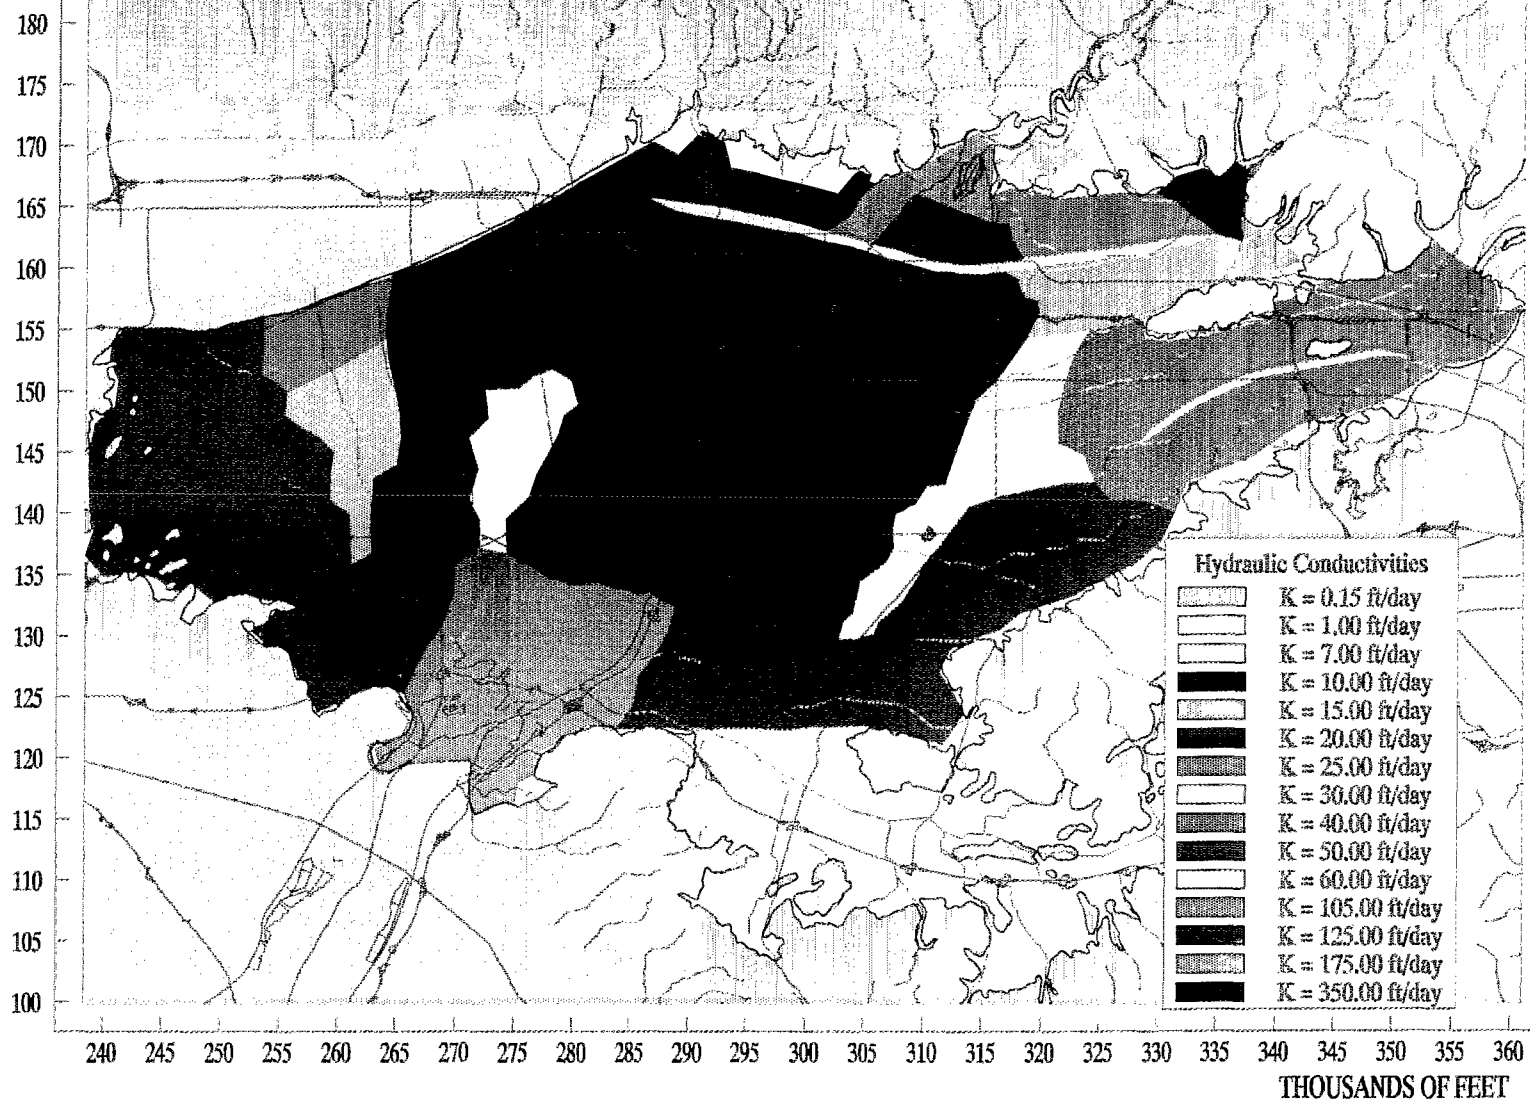 180
175
170
165
160
155
150
145
140
135
130
125
120
115
110
105
100
Hydraulic Conductivities
K = 0.15 ft/day
K = 1.00 ft/day
K = 7.00 ft/day
K = 10.00 ft/day
K = 15.00 ft/day
K = 20.00 ft/day
K = 25.00 ft/day
K = 30.00 ft/day
K = 40.00 ft/day
K = 50.00 ft/day
K = 60.00 ft/day
K = 105.00 ft/day
K = 125.00 ft/day
K = 175.00 ft/day
K = 350.00 ft/day
240 245 250 255 260 265 270 275 280 285 290 295 300 305 310 315 320 325 330 335 340 345 350 355 360
THOUSANDS OF FEET